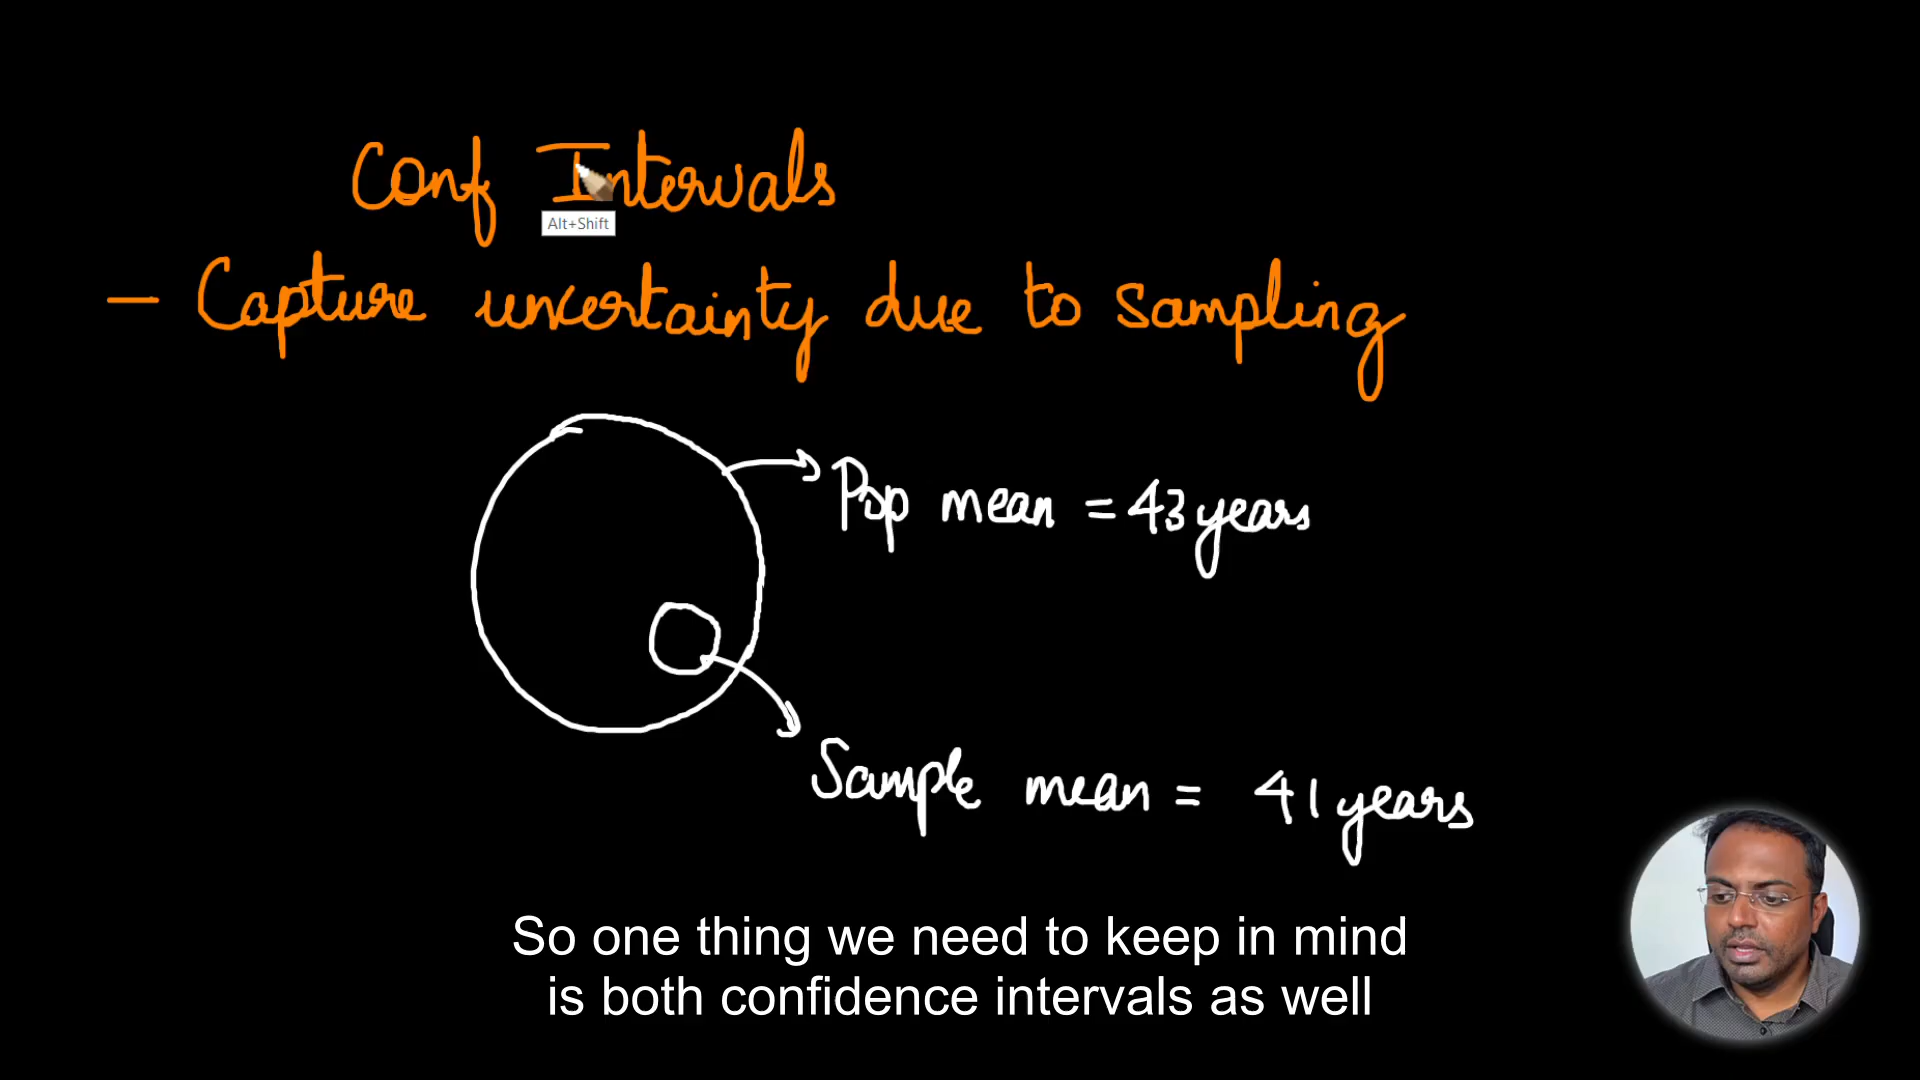 Conf Intervals
Alt+Shift
– Capture uncertainty due to sampling
Pop mean = 43 years
Sample mean = 41 years
So one thing we need to keep in mind
is both confidence intervals as well